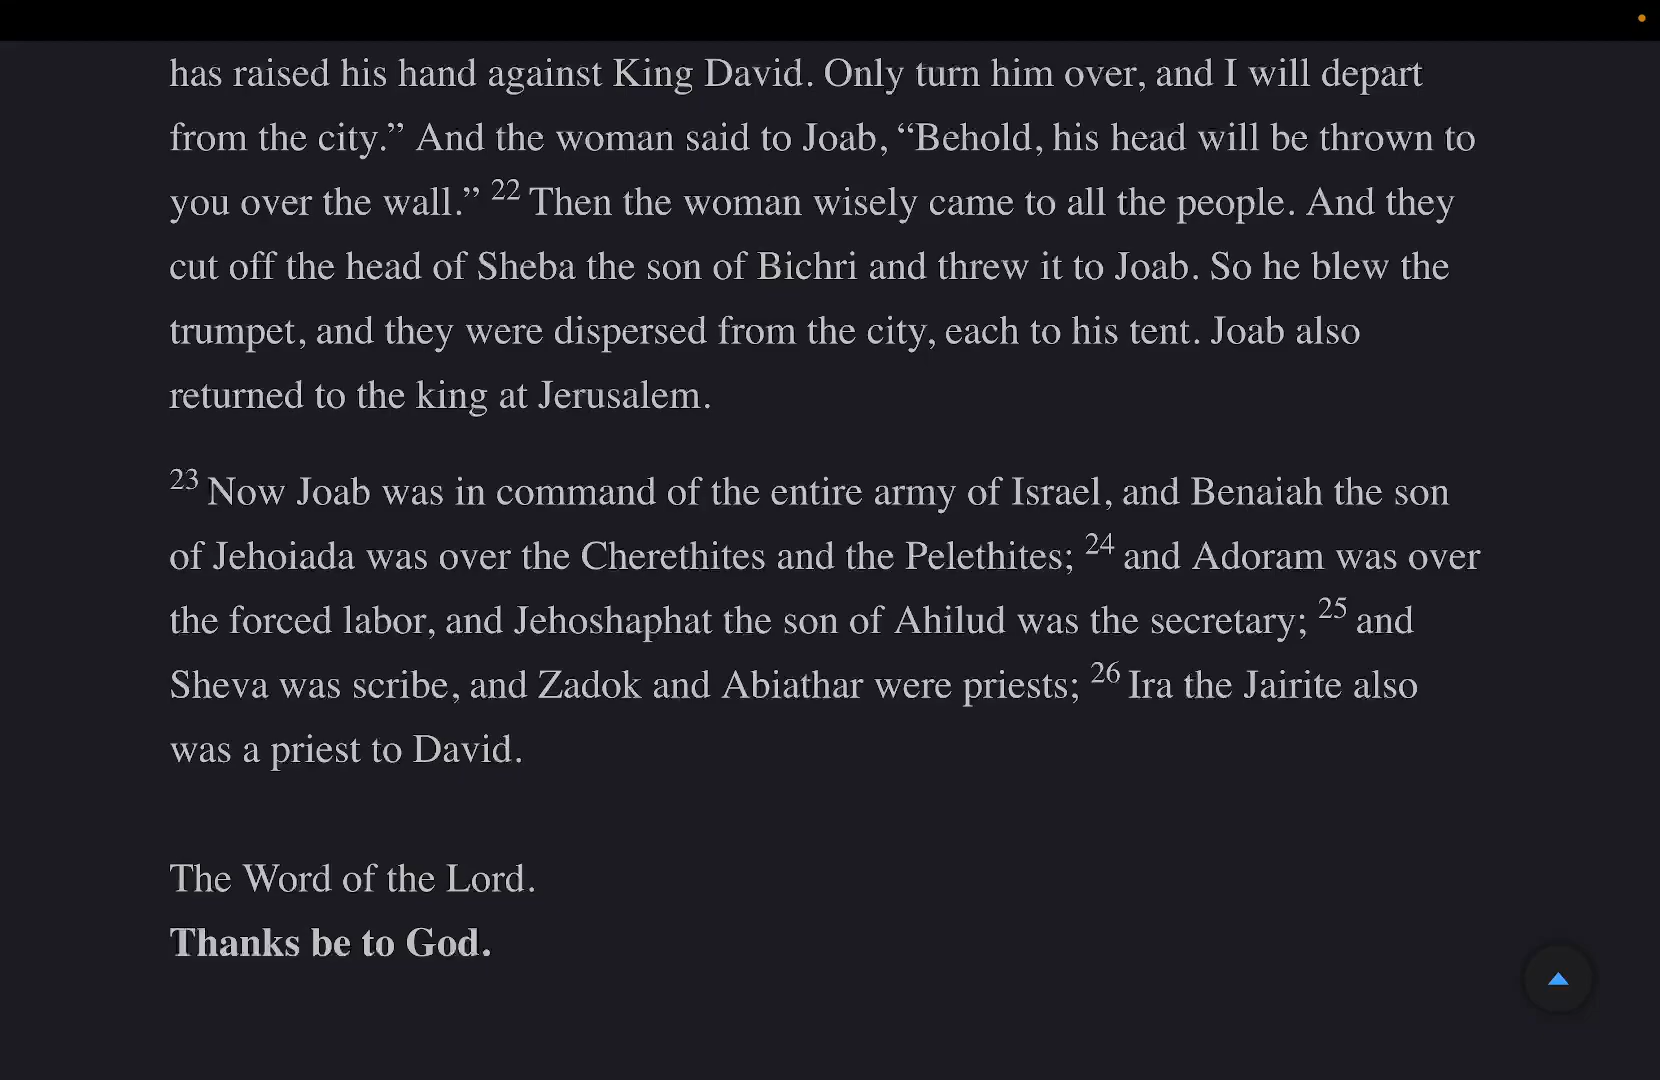 has raised his hand against King David. Only turn him over, and I will depart
from the city.” And the woman said to Joab, “Behold, his head will be thrown to
you over the wall.” 22 Then the woman wisely came to all the people. And they
cut off the head of Sheba the son of Bichri and threw it to Joab. So he blew the
trumpet, and they were dispersed from the city, each to his tent. Joab also
returned to the king at Jerusalem.
23 Now Joab was in command of the entire army of Israel, and Benaiah the son
of Jehoiada was over the Cherethites and the Pelethites; 24 and Adoram was over
the forced labor, and Jehoshaphat the son of Ahilud was the secretary; 25 and
Sheva was scribe, and Zadok and Abiathar were priests; 26 Ira the Jairite also
was a priest to David.
The Word of the Lord.
Thanks be to God.